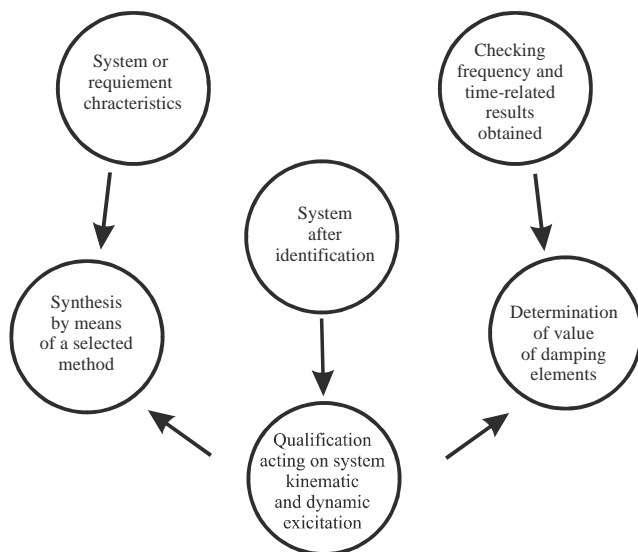 System or
requiement
chracteristics
Checking
frequency and
time-related
results
obtained
System
after
identification
Synthesis
by means
of a selected
method
Determination
of value
of damping
elements
Qualification
acting on system
kinematic
and dynamic
exicitation